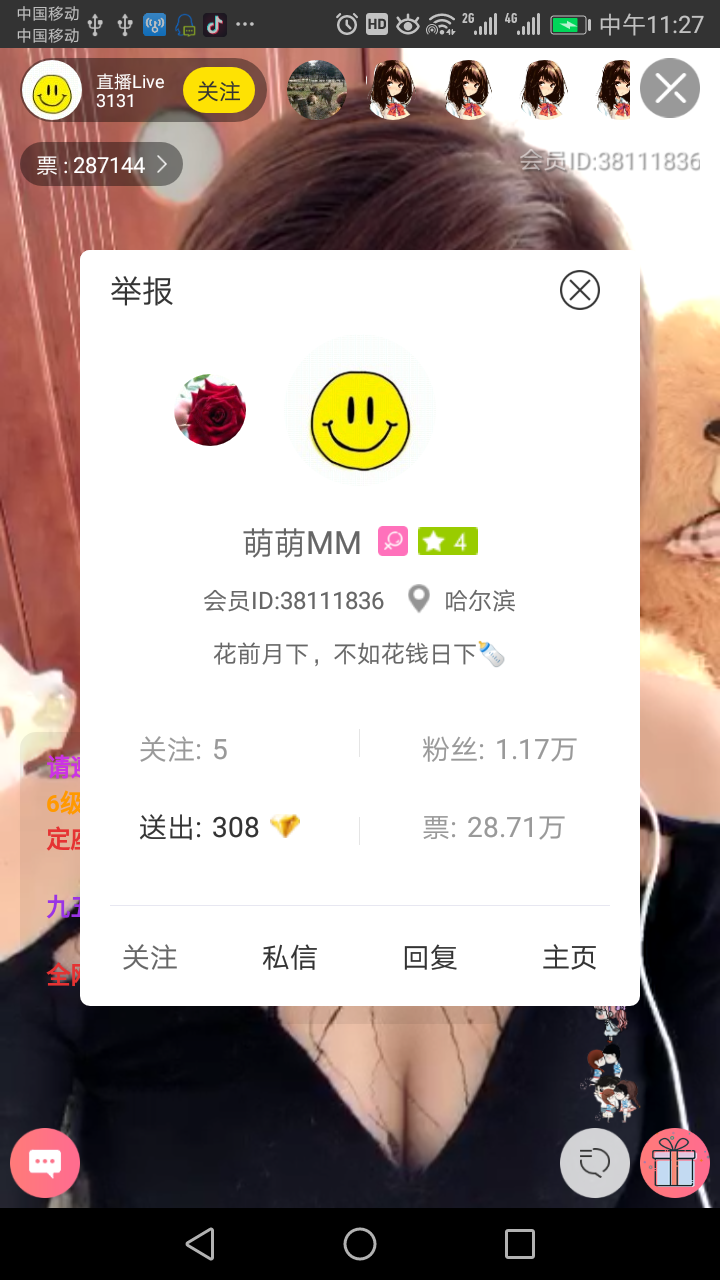 中国移动
中国移动
HD
2G
4G
中午11:27
直播Live
3131
关注
票 : 287144
会员ID:38111836
举报
萌萌MM
4
会员ID:38111836
哈尔滨
花前月下，不如花钱日下
关注: 5
粉丝: 1.17万
送出: 308
票: 28.71万
6级
定座
全网
关注
私信
回复
主页